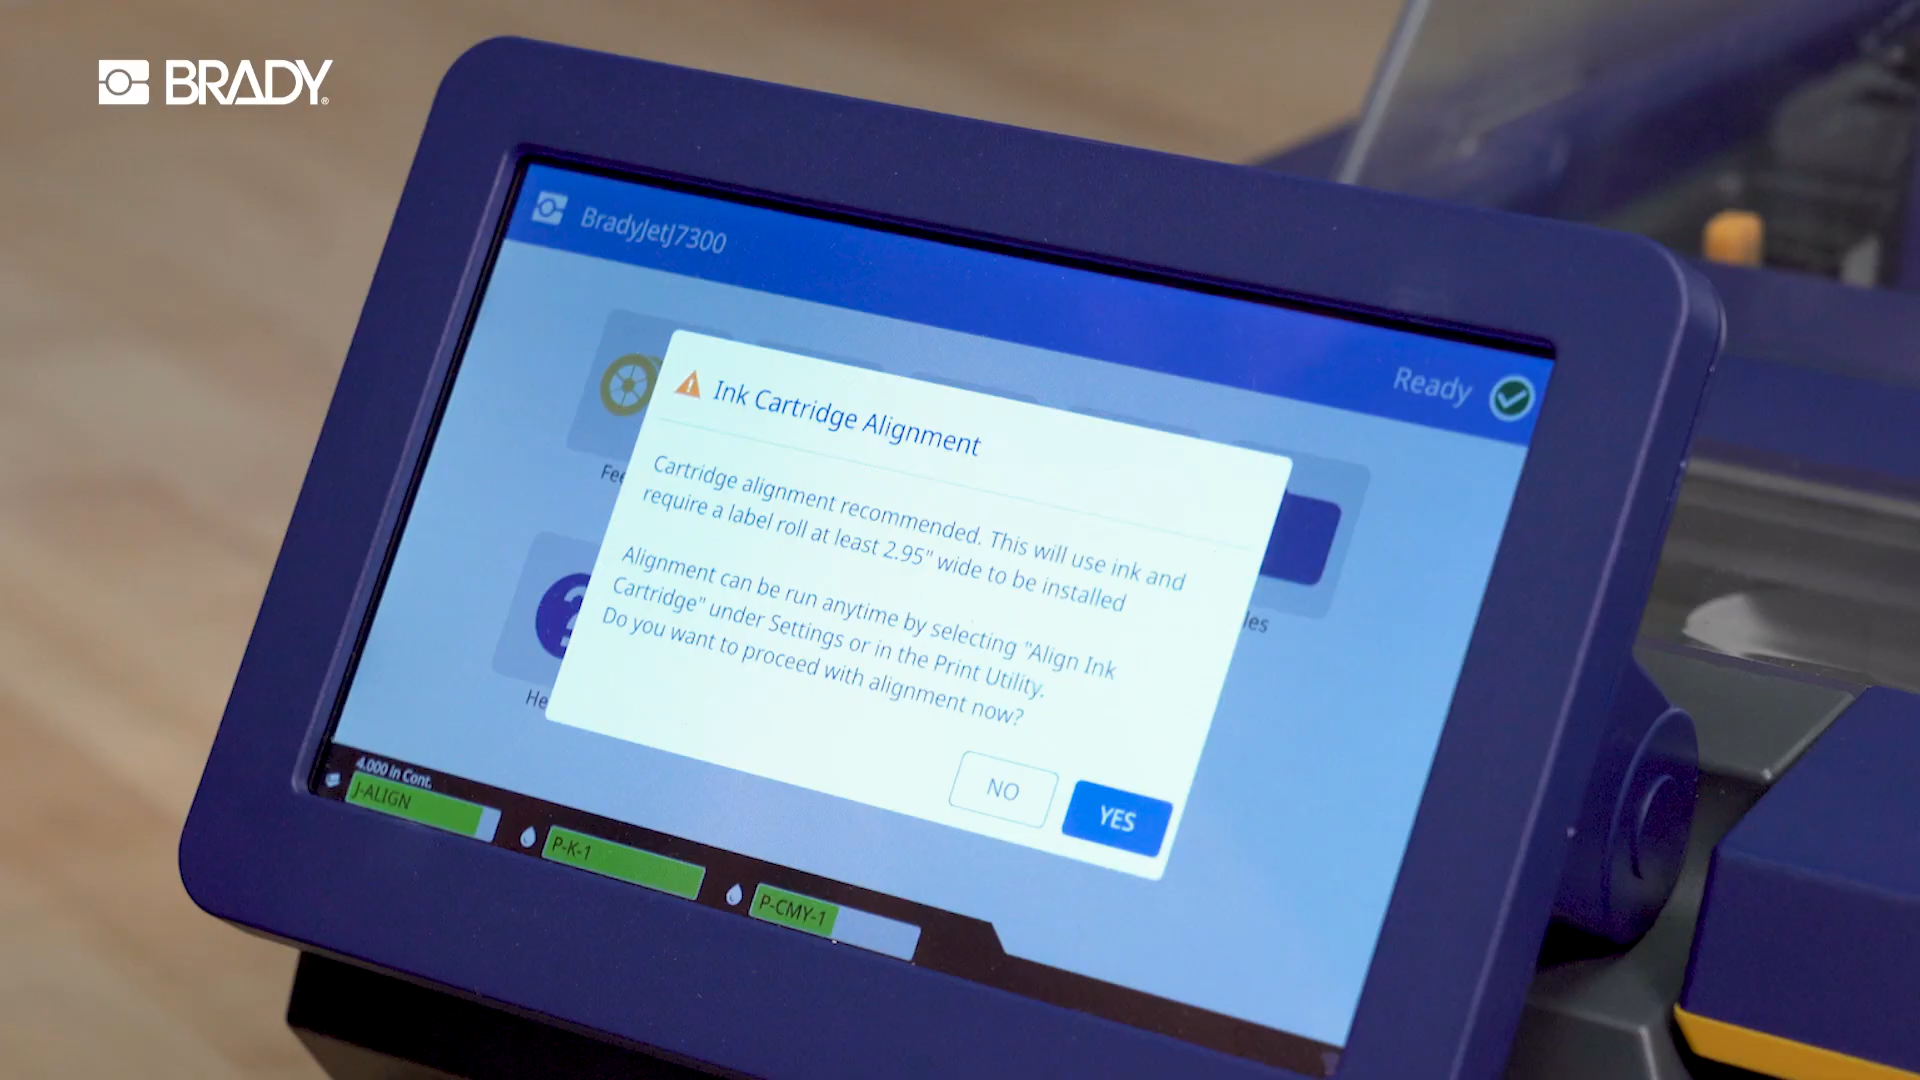 BRADY
BradyJetJ7300
Ready
Ink Cartridge Alignment
Cartridge alignment recommended. This will use ink and
require a label roll at least 2.95" wide to be installed
Alignment can be run anytime by selecting "Align Ink
Cartridge" under Settings or in the Print Utility.
Do you want to proceed with alignment now?
NO
YES
Fee
He
les
4.000 in Cont.
J-ALIGN
P-K-1
P-CMY-1